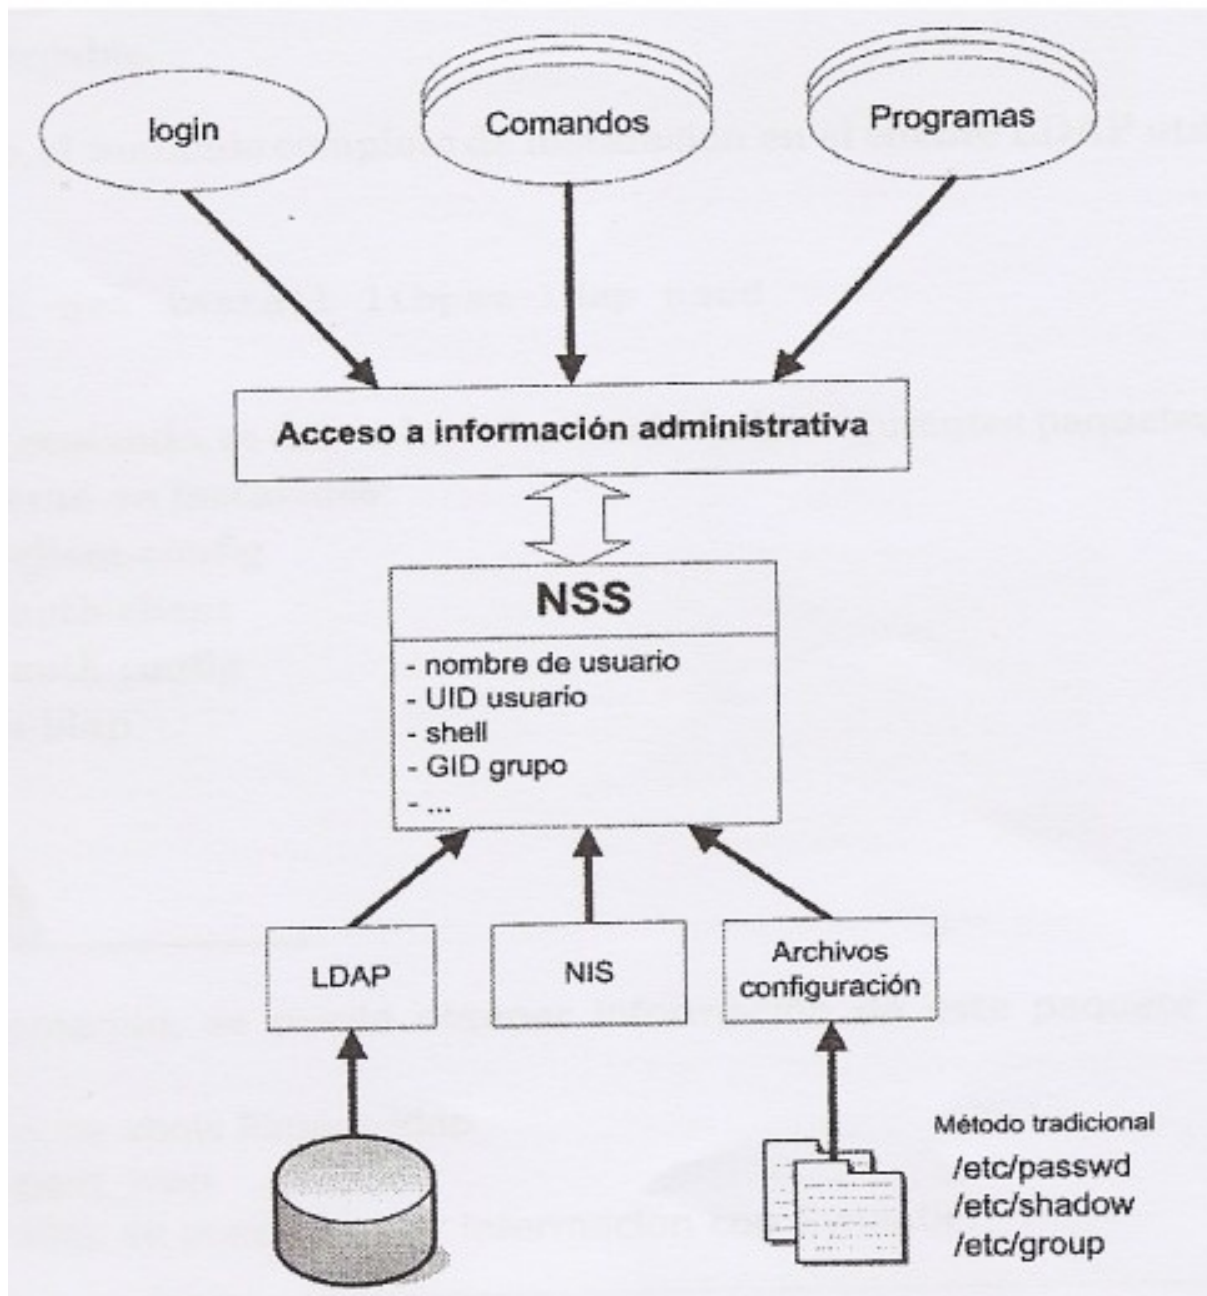 login
Comandos
Programas
Acceso a información administrativa
NSS
- nombre de usuario
- UID usuario
- shell
- GID grupo
- ...
LDAP
NIS
Archivos
configuración
Método tradicional
/etc/passwd
/etc/shadow
/etc/group